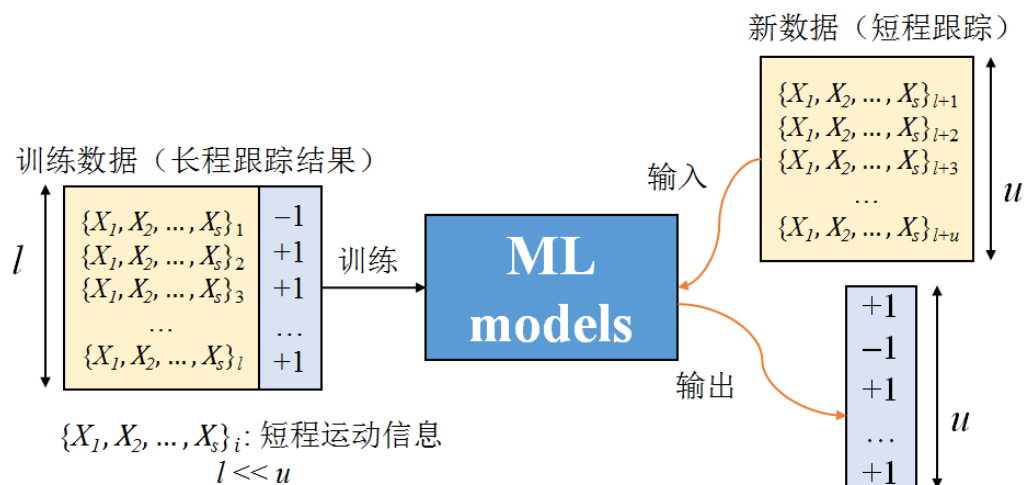 新数据（短程跟踪）
{X₁, X₂, ..., Xₛ}ₗ₊₁
{X₁, X₂, ..., Xₛ}ₗ₊₂
{X₁, X₂, ..., Xₛ}ₗ₊₃
...
{X₁, X₂, ..., Xₛ}ₗ₊ᵤ
u
训练数据（长程跟踪结果）
l
{X₁, X₂, ..., Xₛ}₁ −1
{X₁, X₂, ..., Xₛ}₂ +1
{X₁, X₂, ..., Xₛ}₃ +1
... ...
{X₁, X₂, ..., Xₛ}ₗ +1
训练
ML
models
输入
输出
+1
−1
+1
...
+1
u
{X₁, X₂, ..., Xₛ}ᵢ: 短程运动信息
l << u